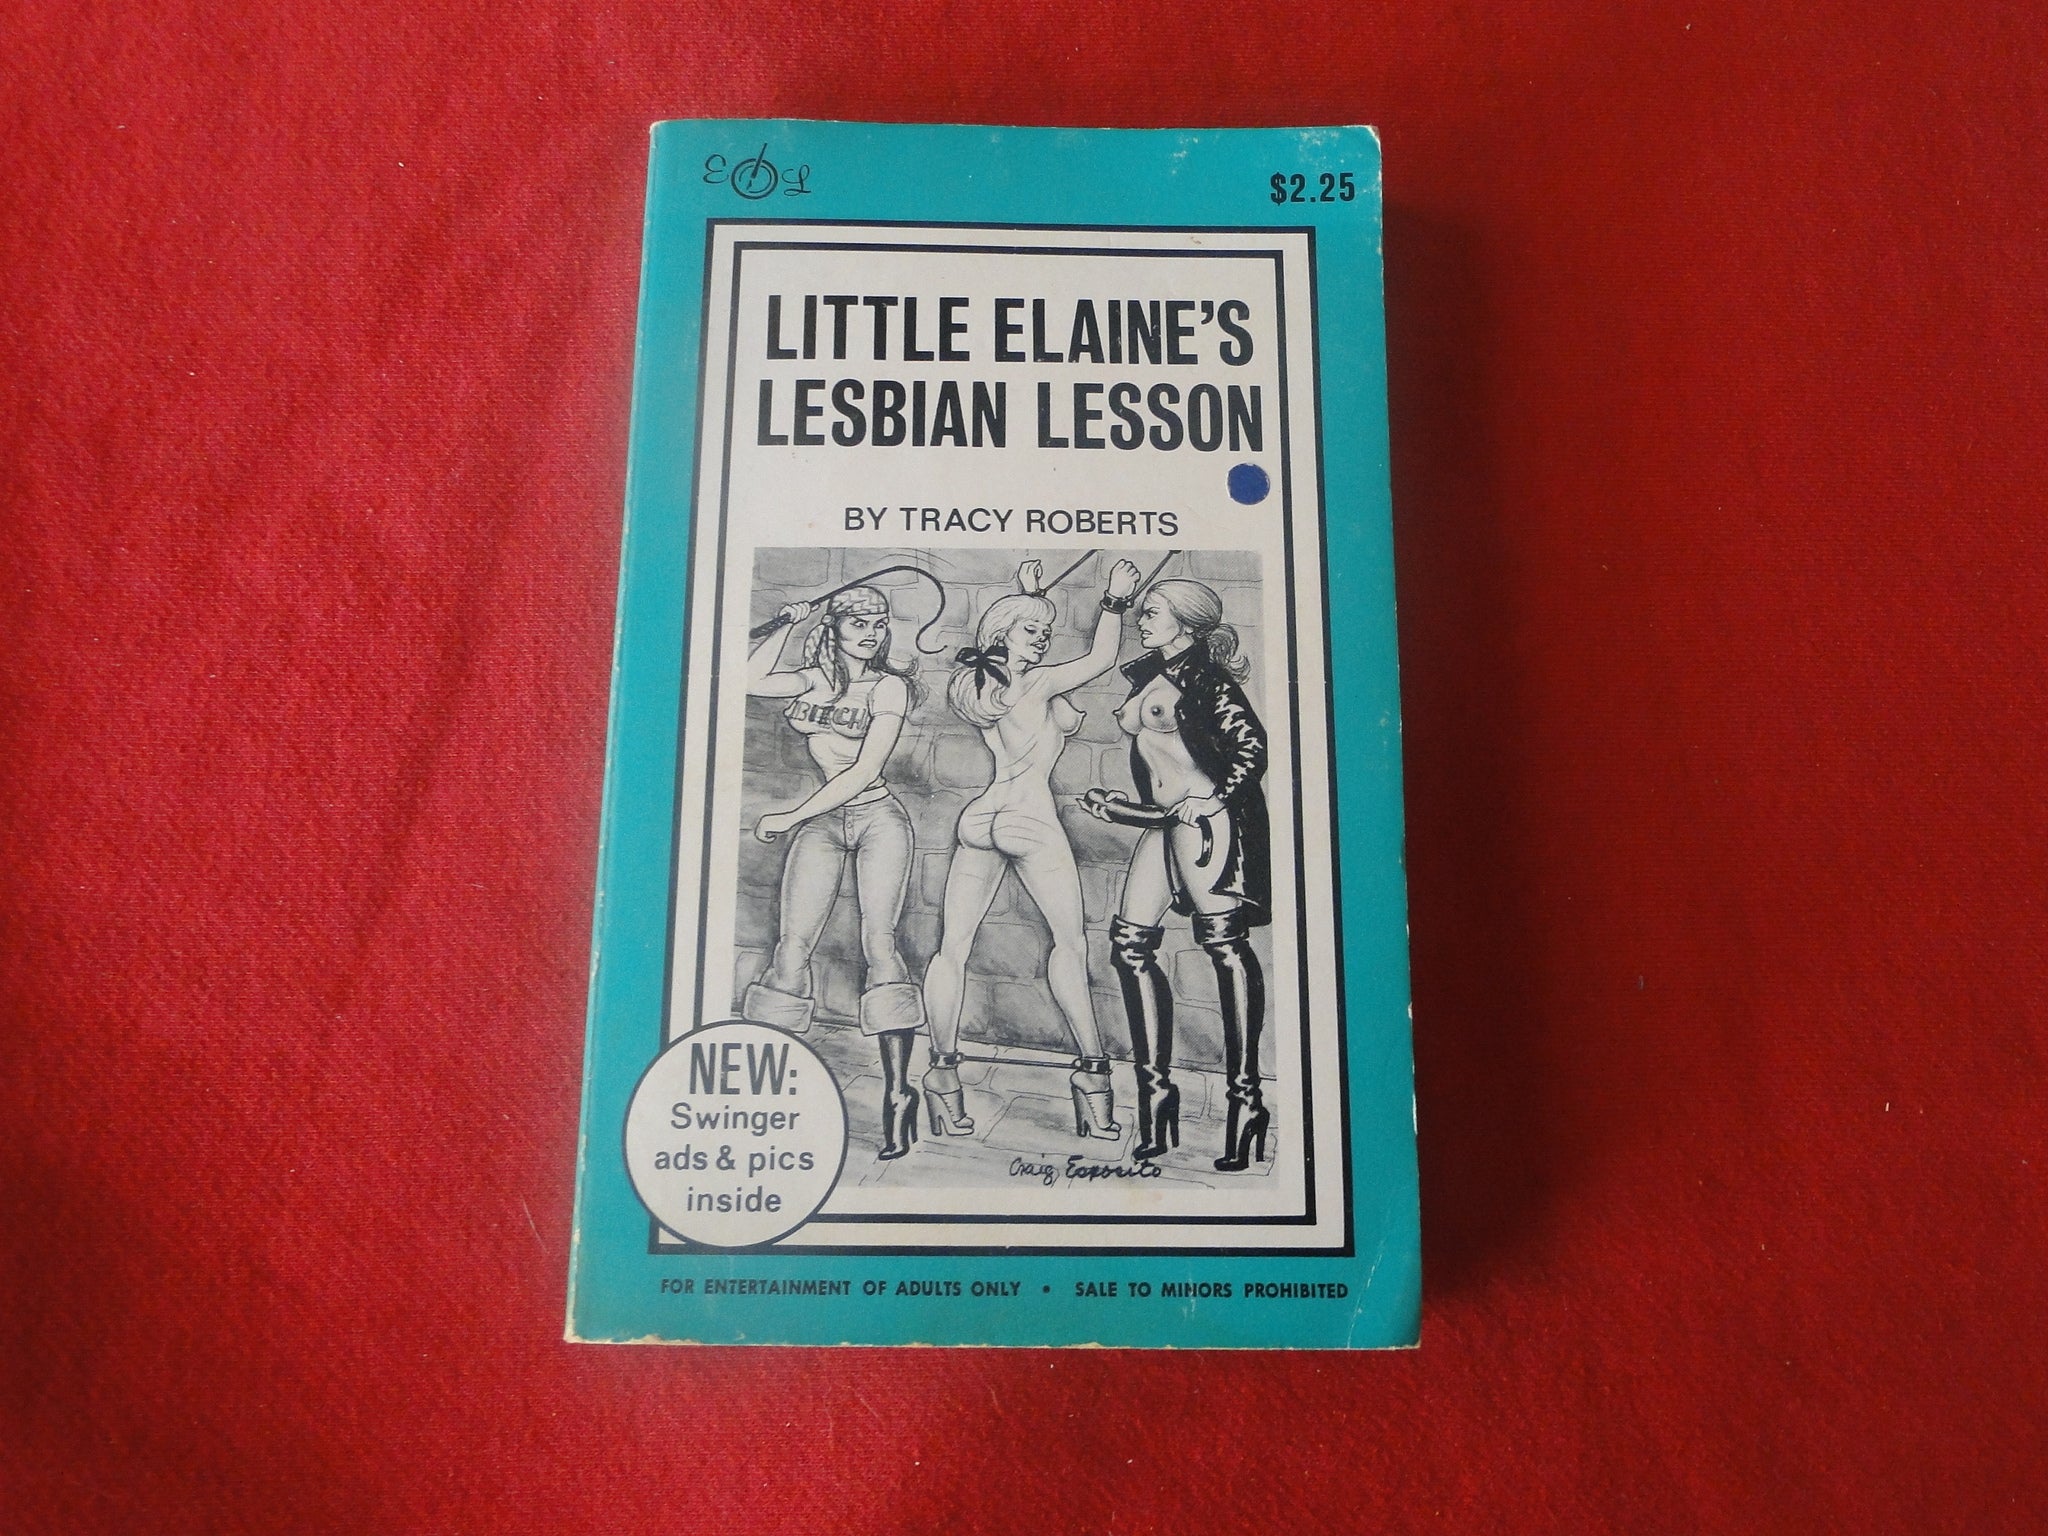 E L
$2.25
LITTLE ELAINE'S
LESBIAN LESSON
BY TRACY ROBERTS
BITCH
NEW:
Swinger
ads & pics
inside
Craig Esposito
FOR ENTERTAINMENT OF ADULTS ONLY • SALE TO MINORS PROHIBITED